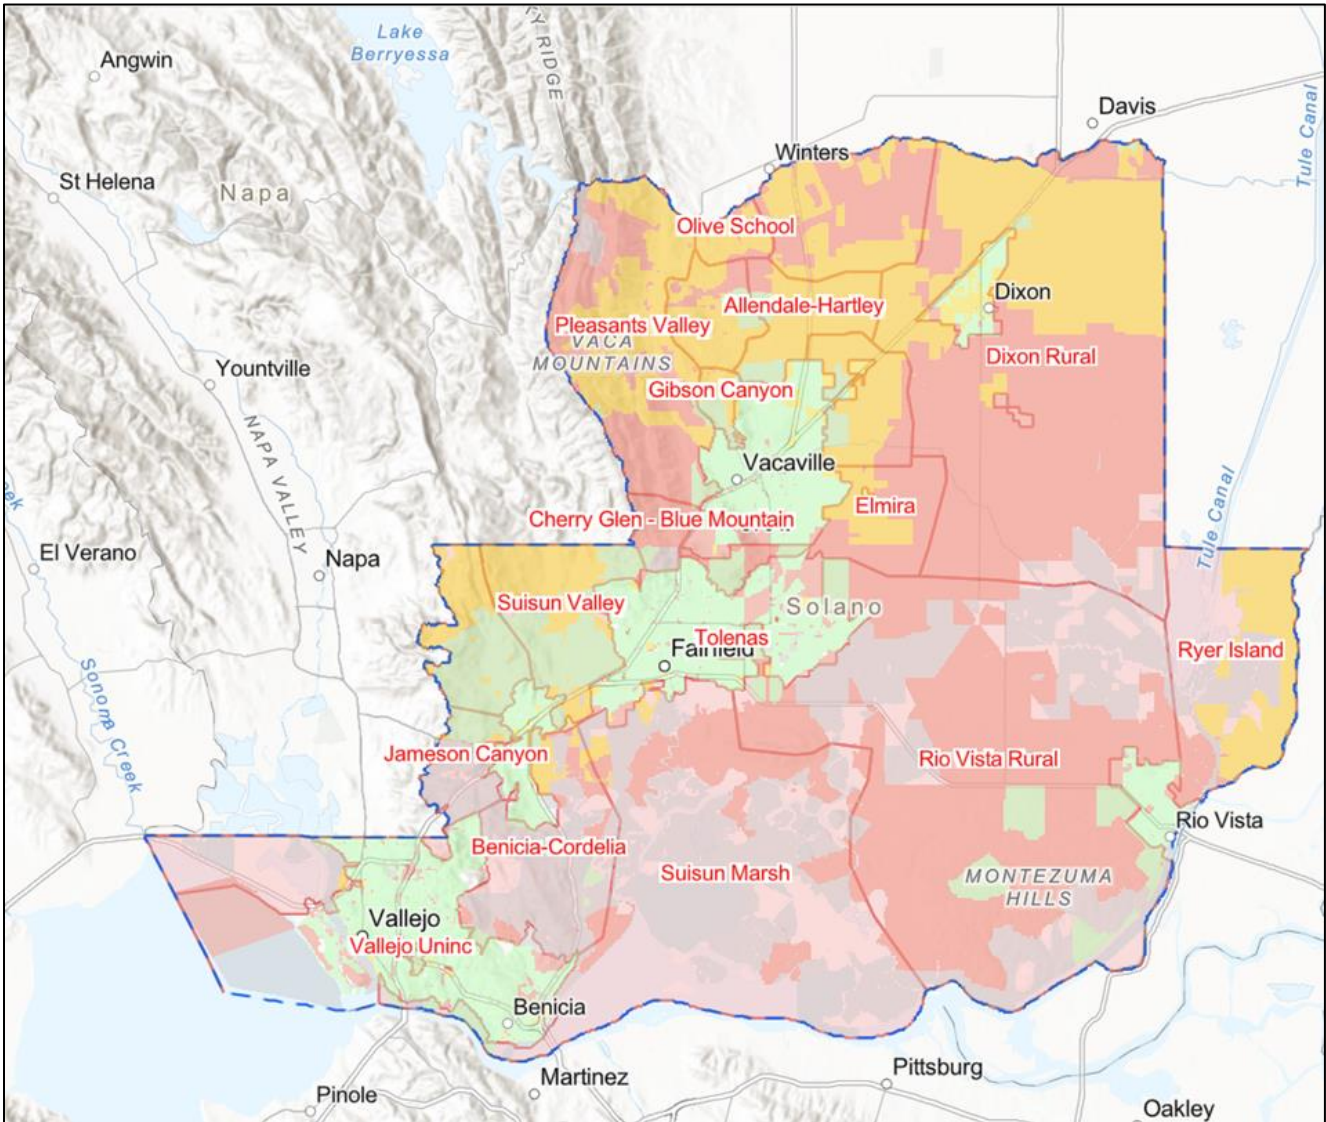 Lake
Berryessa
Y RIDGE
Angwin
Davis
Tule Canal
Winters
St Helena
Napa
Olive School
Dixon
Allendale-Hartley
Pleasants Valley
VACA
MOUNTAINS
Dixon Rural
Yountville
Gibson Canyon
NAPA VALLEY
Vacaville
Elmira
Cherry Glen - Blue Mountain
Tule Canal
El Verano
Napa
Suisun Valley
Solano
Tolenas
Fairfield
Ryer Island
Sonoma Creek
Jameson Canyon
Rio Vista Rural
Rio Vista
Benicia-Cordelia
Suisun Marsh
MONTEZUMA
HILLS
Vallejo
Vallejo Uninc
Benicia
Pittsburg
Martinez
Pinole
Oakley